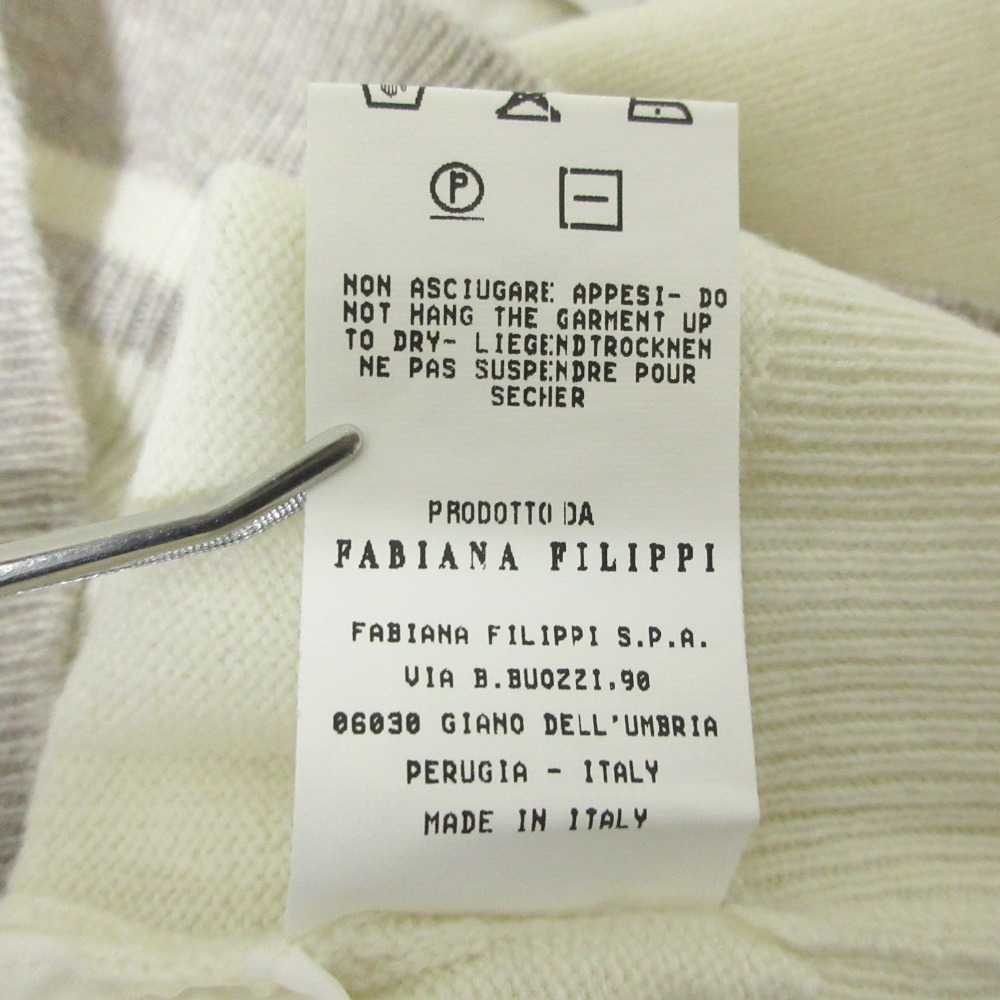 P
NON ASCIUGARE APPESI- DO
NOT HANG THE GARMENT UP
TO DRY- LIEGENDTROCKNEN
NE PAS SUSPENDRE POUR
SECHER
PRODOTTO DA
FABIANA FILIPPI
FABIANA FILIPPI S.P.A.
VIA B.BUOZZI,90
06030 GIANO DELL'UMBRIA
PERUGIA - ITALY
MADE IN ITALY